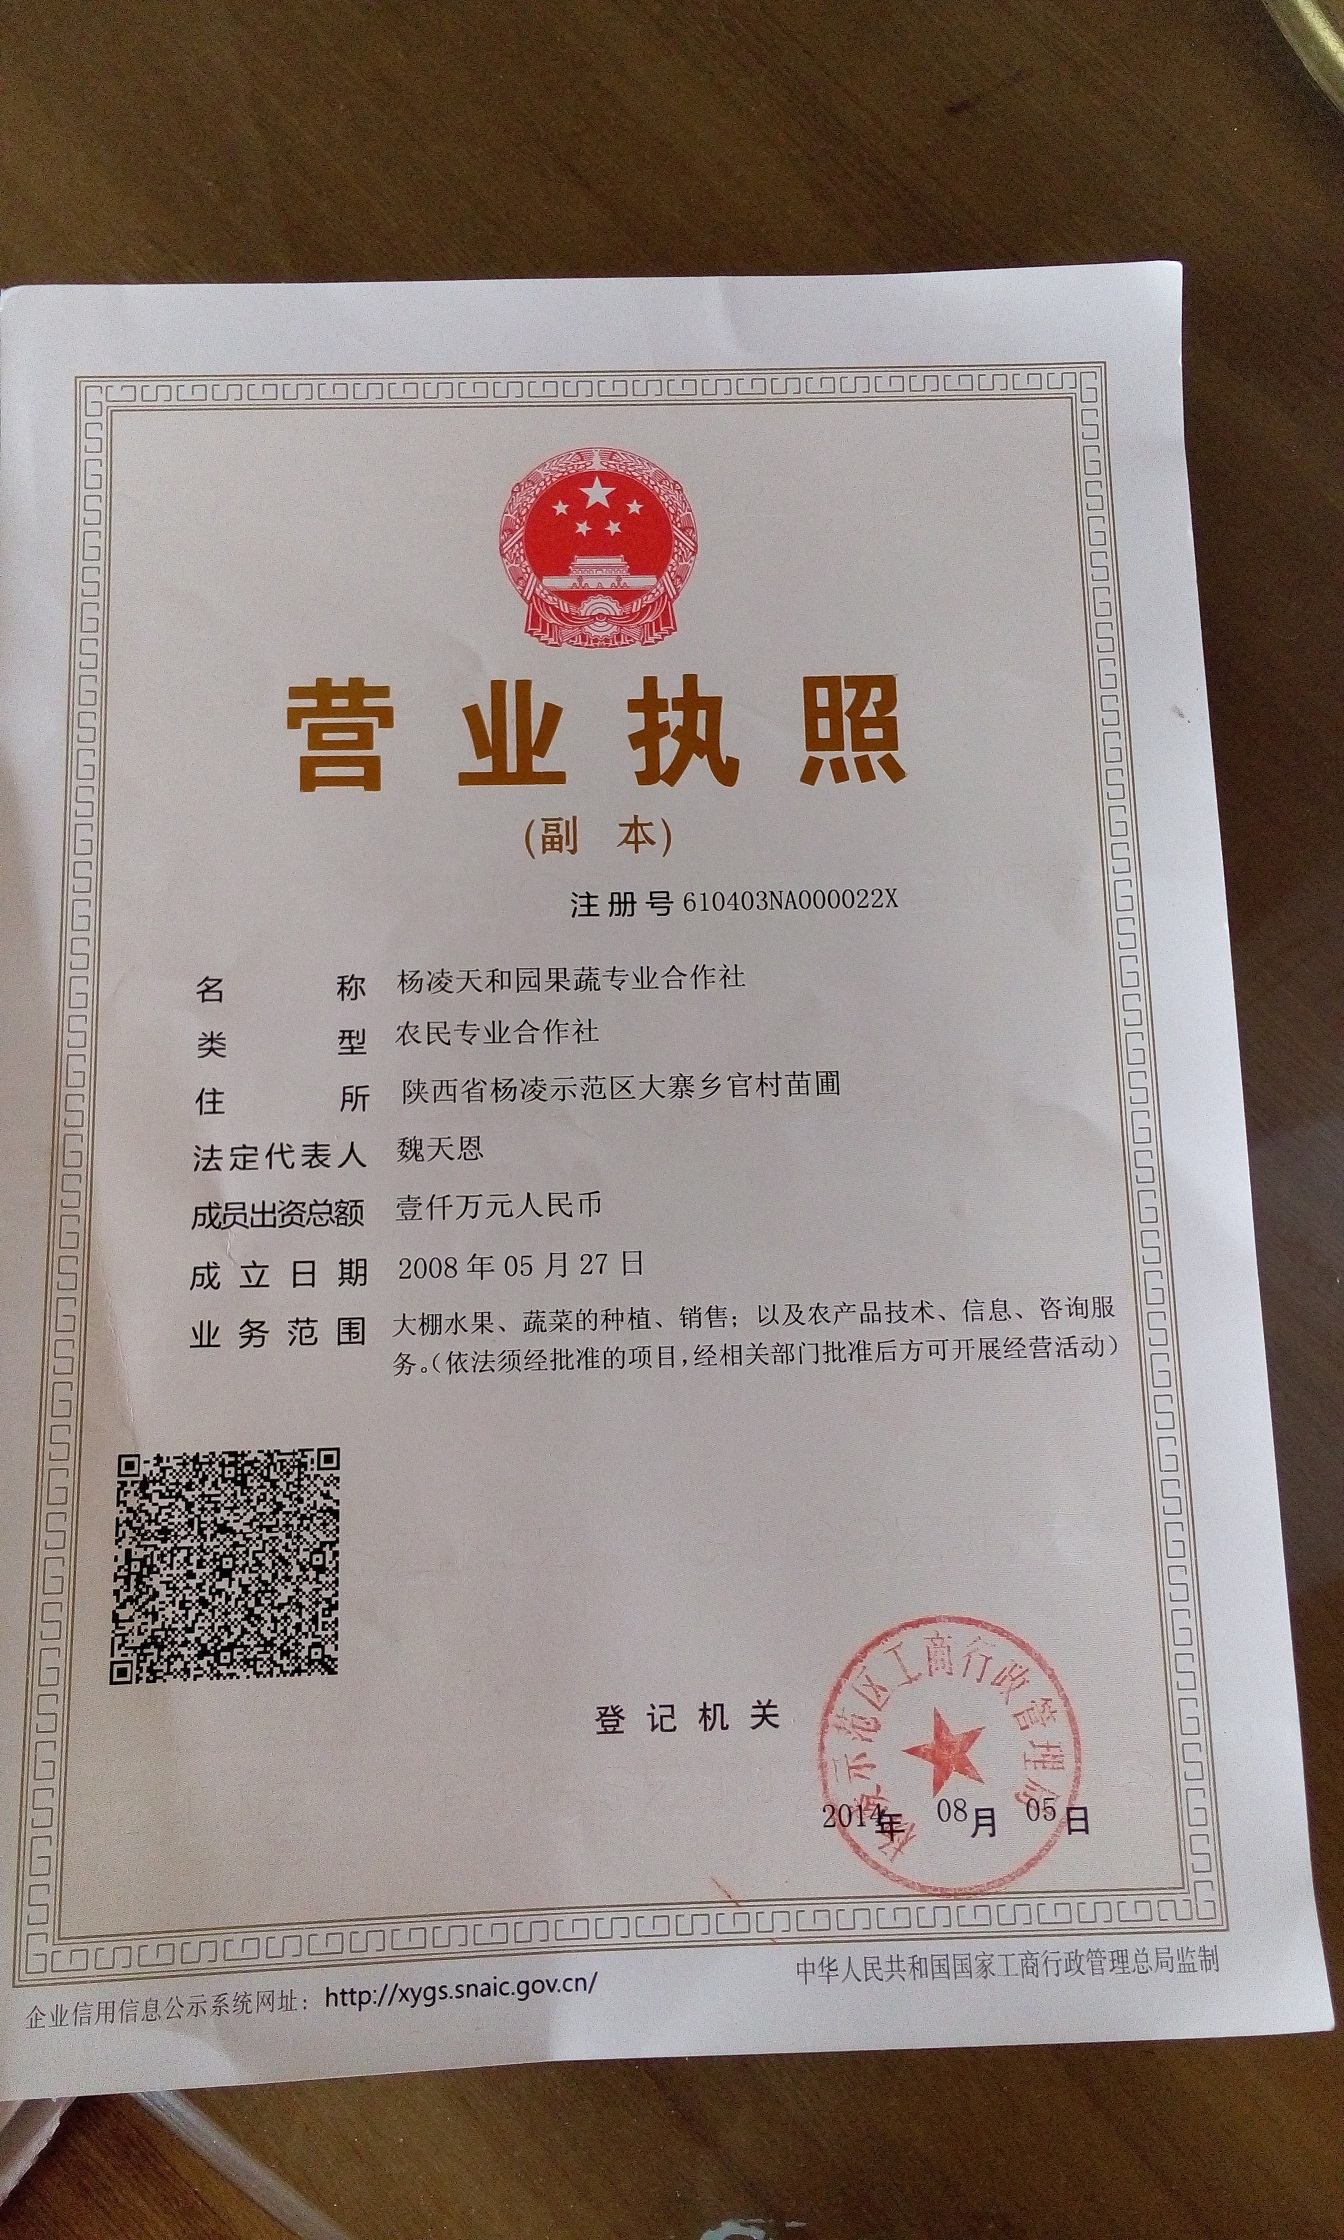 营业执照
(副 本)
注册号 610403NA000022X
名称 杨凌天和园果蔬专业合作社
类型 农民专业合作社
住所 陕西省杨凌示范区大寨乡官村苗圃
法定代表人 魏天恩
成员出资总额 壹仟万元人民币
成立日期 2008 年 05 月 27 日
业务范围 大棚水果、蔬菜的种植、销售；以及农产品技术、信息、咨询服
务。（依法须经批准的项目，经相关部门批准后方可开展经营活动）
登记机关
杨凌示范区工商行政管理局
2014年 08月 05日
企业信用信息公示系统网址：http://xygs.snaic.gov.cn/
中华人民共和国国家工商行政管理总局监制